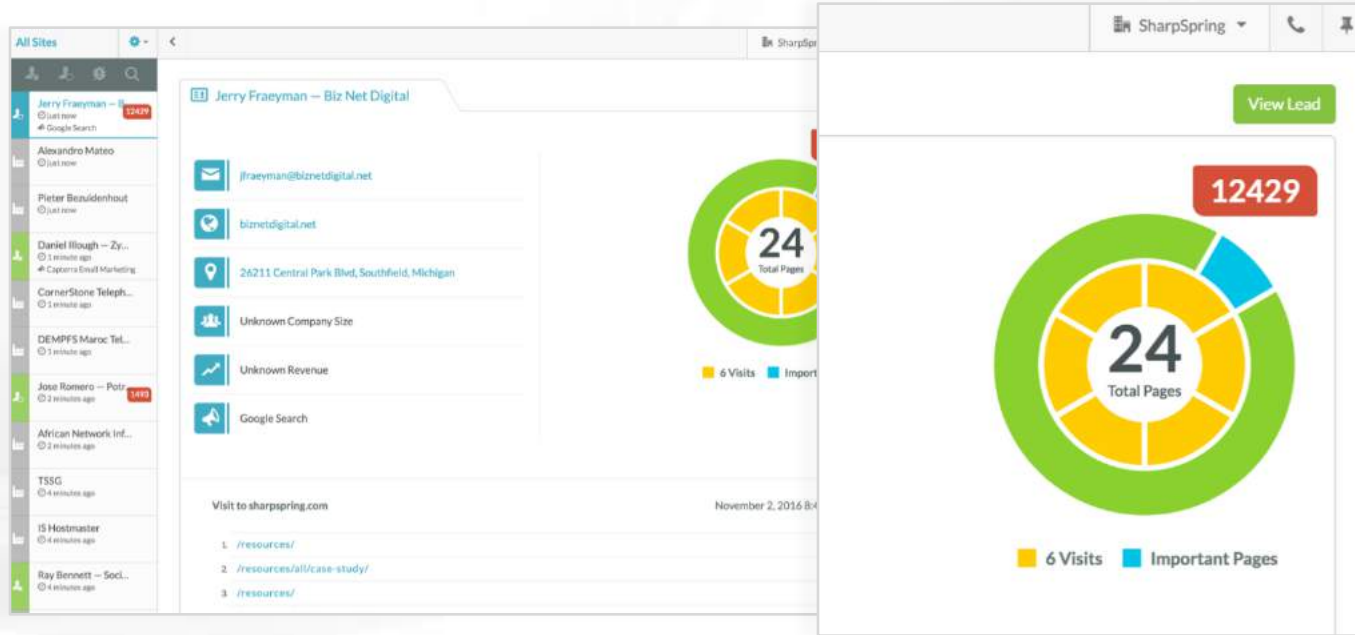 All Sites
Jerry Fraeyman — B
12429
just now
Google Search
Alexandro Mateo
just now
Pieter Bezuidenhout
just now
Daniel Illough — Zy...
1 minute ago
Capterra Email Marketing
CornerStone Teleph...
1 minute ago
DEMPFS Maroc Tel...
1 minute ago
Jose Romero — Potr
1493
2 minutes ago
African Network Inf...
2 minutes ago
TSSG
4 minutes ago
IS Hostmaster
4 minutes ago
Ray Bennett — Soci...
4 minutes ago
SharpSpr
Jerry Fraeyman — Biz Net Digital
jfraeyman@biznetdigital.net
biznetdigital.net
26211 Central Park Blvd, Southfield, Michigan
Unknown Company Size
Unknown Revenue
Google Search
24
Total Pages
6 Visits Import
Visit to sharpspring.com
November 2, 2016 8:4
1. /resources/
2. /resources/all/case-study/
3. /resources/
SharpSpring
View Lead
12429
24
Total Pages
6 Visits Important Pages